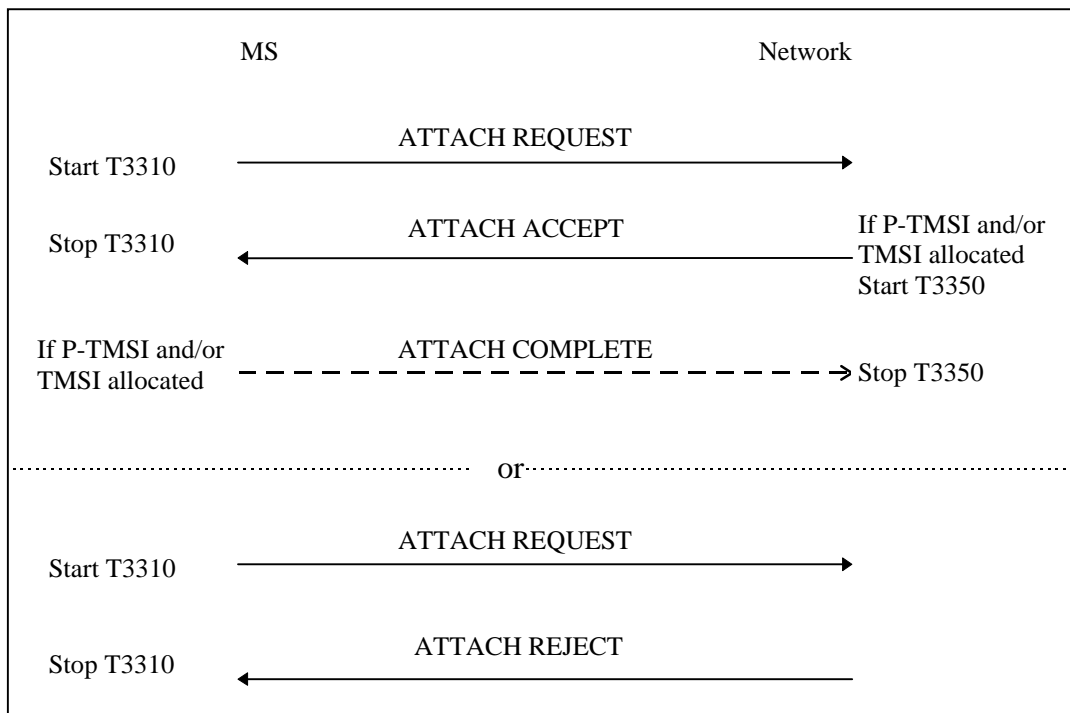 MS
Network
ATTACH REQUEST
Start T3310
ATTACH ACCEPT
Stop T3310
If P-TMSI and/or
TMSI allocated
Start T3350
If P-TMSI and/or
TMSI allocated
ATTACH COMPLETE
Stop T3350
or
ATTACH REQUEST
Start T3310
ATTACH REJECT
Stop T3310